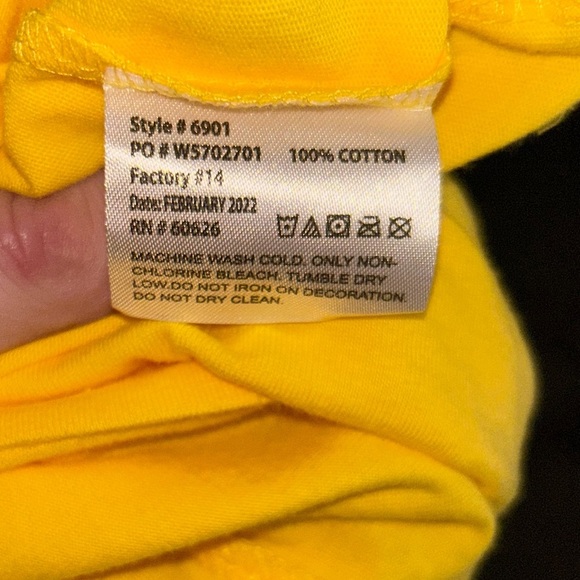 Style # 6901
PO # W5702701 100% COTTON
Factory #14
Date: FEBRUARY 2022
RN # 60626
MACHINE WASH COLD. ONLY NON-
CHLORINE BLEACH. TUMBLE DRY
LOW.DO NOT IRON ON DECORATION.
DO NOT DRY CLEAN.